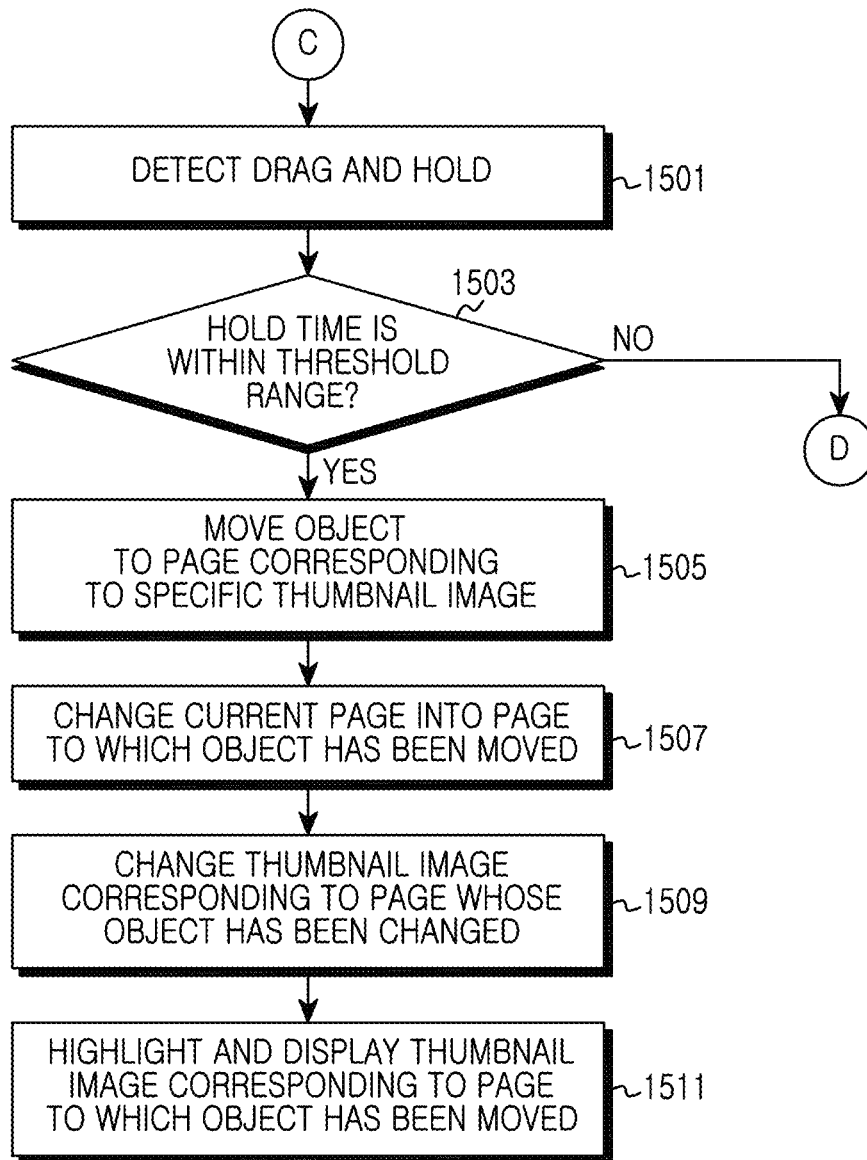 C
DETECT DRAG AND HOLD
1501
1503
HOLD TIME IS
WITHIN THRESHOLD
RANGE?
NO
D
YES
MOVE OBJECT
TO PAGE CORRESPONDING
TO SPECIFIC THUMBNAIL IMAGE
1505
CHANGE CURRENT PAGE INTO PAGE
TO WHICH OBJECT HAS BEEN MOVED
1507
CHANGE THUMBNAIL IMAGE
CORRESPONDING TO PAGE WHOSE
OBJECT HAS BEEN CHANGED
1509
HIGHLIGHT AND DISPLAY THUMBNAIL
IMAGE CORRESPONDING TO PAGE
TO WHICH OBJECT HAS BEEN MOVED
1511